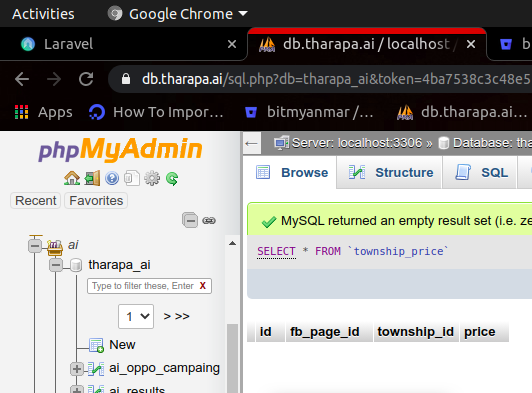 Activities
Google Chrome
Laravel
db.tharapa.ai / localhost /
b
db.tharapa.ai/sql.php?db=tharapa_ai&token=4ba7538c3c48e5
Apps
How To Impor...
bitmyanmar /...
db.tharapa.ai...
phpMyAdmin
Server: localhost:3306 » Database: tha
Recent
Favorites
Browse
Structure
SQL
MySQL returned an empty result set (i.e. ze
SELECT * FROM `township_price`
ai
tharapa_ai
Type to filter these, Enter X
1 > >>
New
ai_oppo_campaing
ai_results
id fb_page_id township_id price